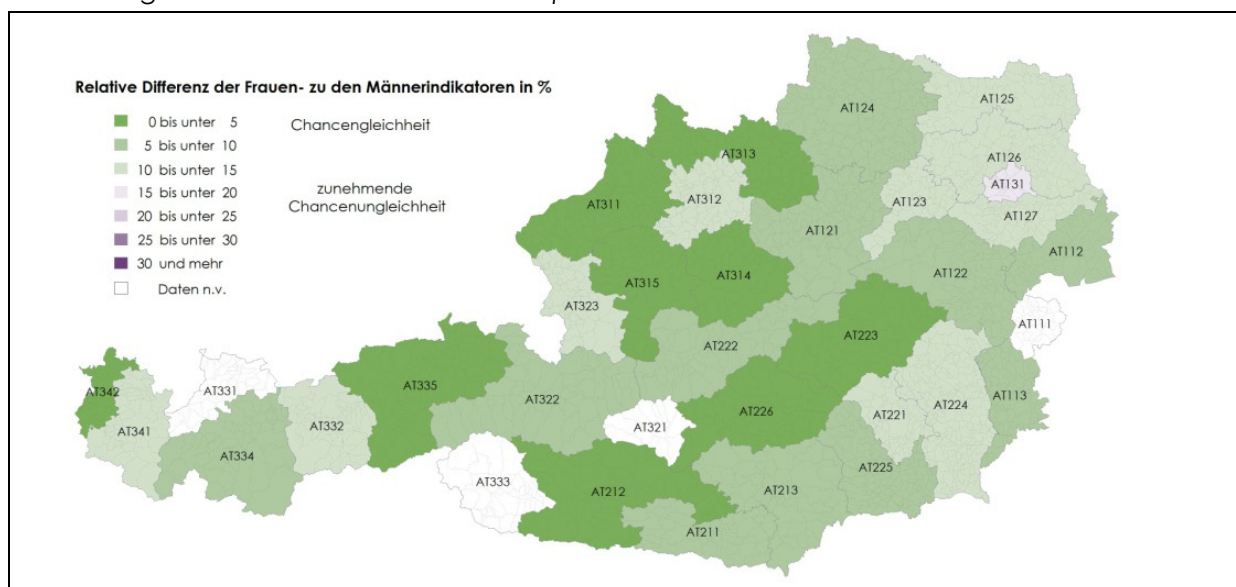 Relative Differenz der Frauen- zu den Männerindikatoren in %
0 bis unter 5 Chancengleichheit
5 bis unter 10
10 bis unter 15
15 bis unter 20 zunehmende
20 bis unter 25 Chancenungleichheit
25 bis unter 30
30 und mehr
Daten n.v.
AT124
AT125
AT313
AT126
AT131
AT312
AT311
AT123
AT127
AT121
AT112
AT122
AT314
AT315
AT323
AT111
AT223
AT222
AT342
AT331
AT335
AT322
AT113
AT224
AT226
AT221
AT341
AT332
AT321
AT334
AT225
AT333
AT212
AT213
AT211